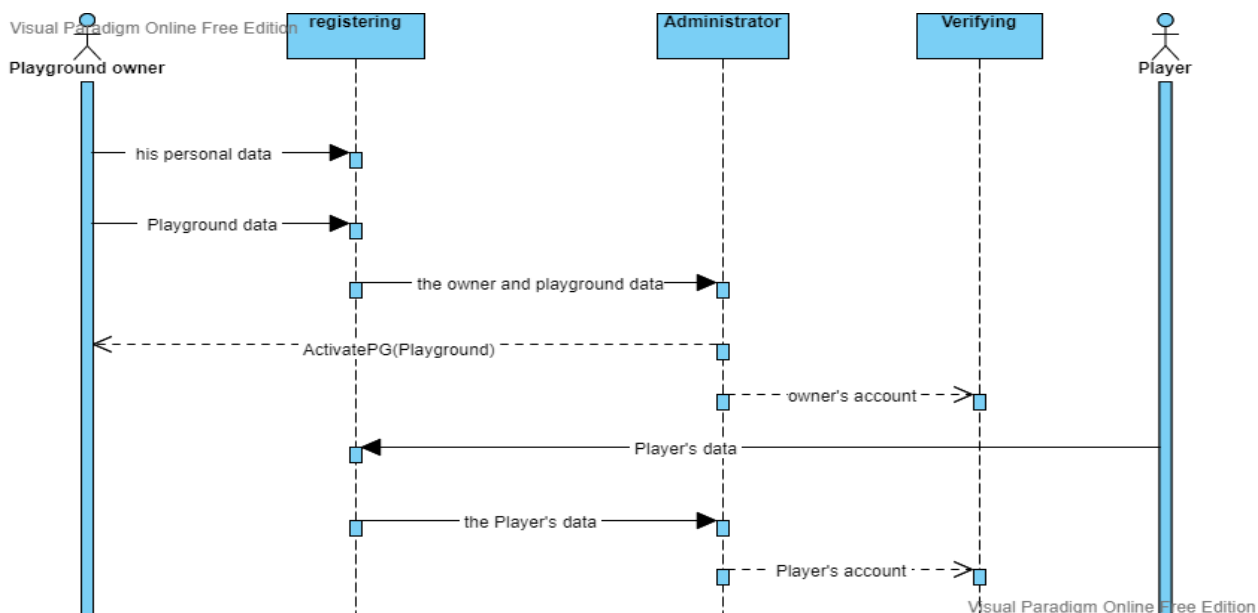 Visual Paradigm Online Free Edition
registering
Administrator
Verifying
Playground owner
Player
his personal data
Playground data
the owner and playground data
ActivatePG(Playground)
owner's account
Player's data
the Player's data
Player's account
Visual Paradigm Online Free Edition